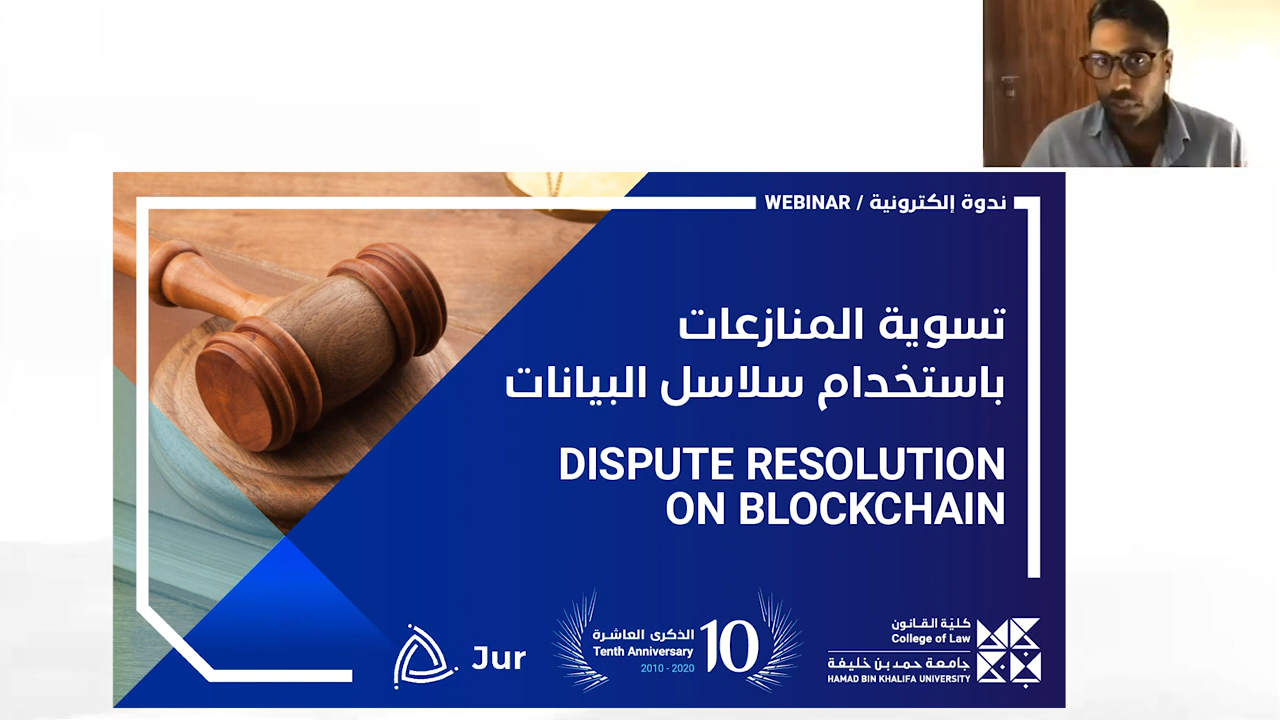 ندوة إلكترونية / WEBINAR
تسوية المنازعات
باستخدام سلاسل البيانات
DISPUTE RESOLUTION
ON BLOCKCHAIN
Jur
الذكرى العاشرة
Tenth Anniversary
2010 - 2020
10
كلية القانون
College of Law
جامعة حمد بن خليفة
HAMAD BIN KHALIFA UNIVERSITY